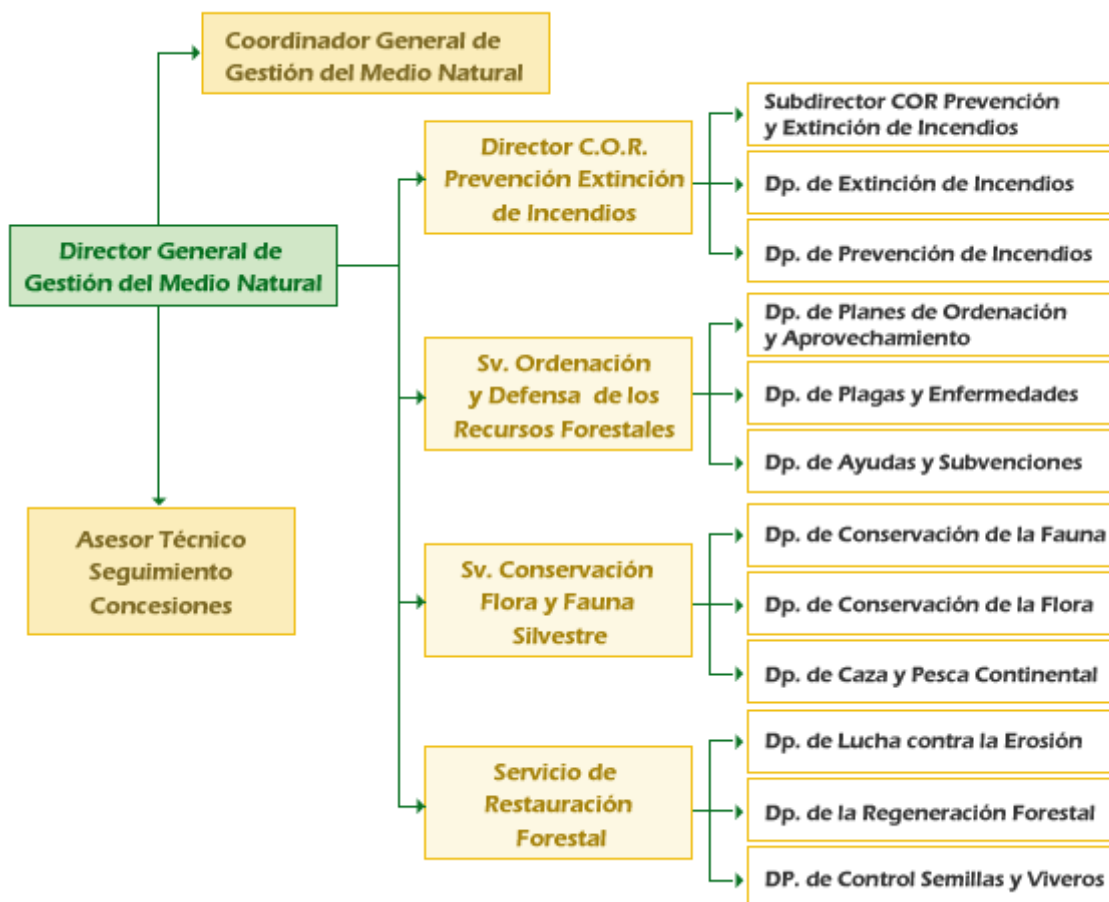 Coordinador General de
Gestión del Medio Natural
Director General de
Gestión del Medio Natural
Asesor Técnico
Seguimiento
Concesiones
Director C.O.R.
Prevención Extinción
de Incendios
Subdirector COR Prevención
y Extinción de Incendios
Dp. de Extinción de Incendios
Dp. de Prevención de Incendios
Sv. Ordenación
y Defensa de los
Recursos Forestales
Dp. de Planes de Ordenación
y Aprovechamiento
Dp. de Plagas y Enfermedades
Dp. de Ayudas y Subvenciones
Sv. Conservación
Flora y Fauna
Silvestre
Dp. de Conservación de la Fauna
Dp. de Conservación de la Flora
Dp. de Caza y Pesca Continental
Servicio de
Restauración
Forestal
Dp. de Lucha contra la Erosión
Dp. de la Regeneración Forestal
DP. de Control Semillas y Viveros